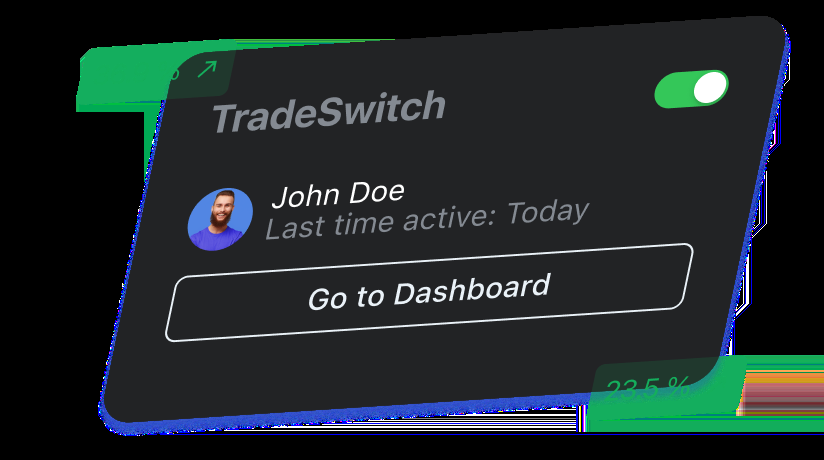 TradeSwitch
John Doe
Last time active: Today
Go to Dashboard
23.5 %